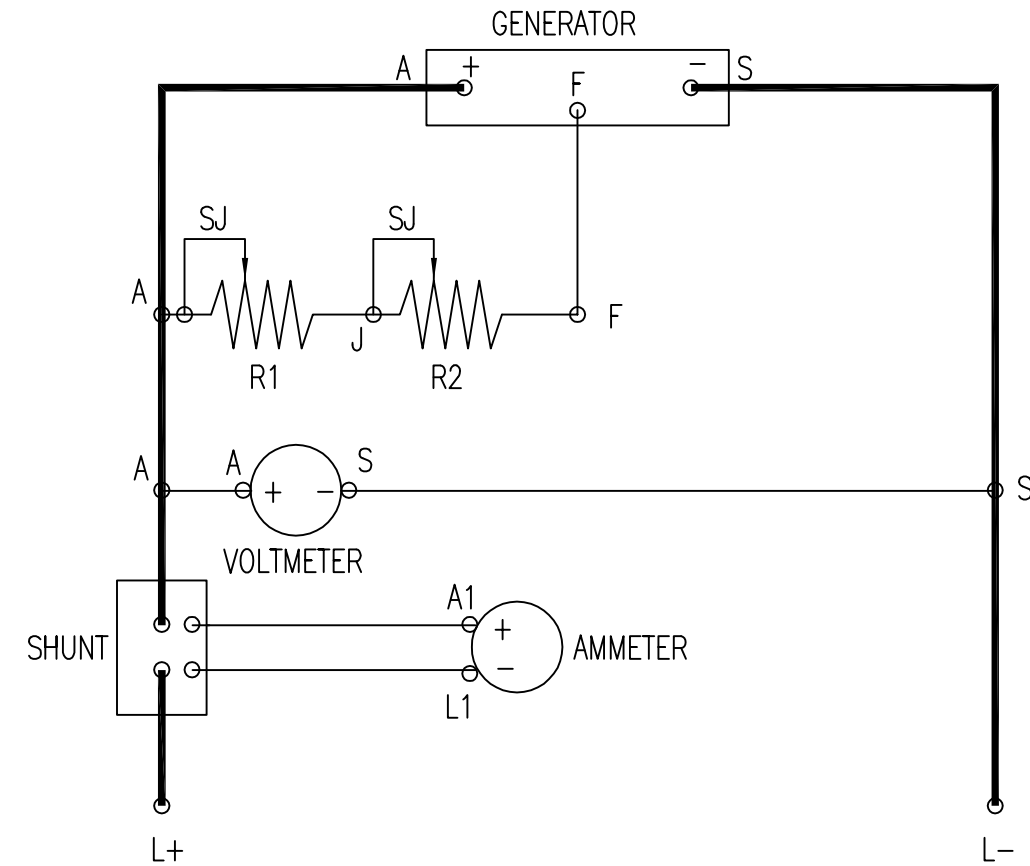 GENERATOR
A + F − S
SJ SJ
A J F
R1 R2
A A + − S S
VOLTMETER
SHUNT A1 + AMMETER
−
L1
L+ L−